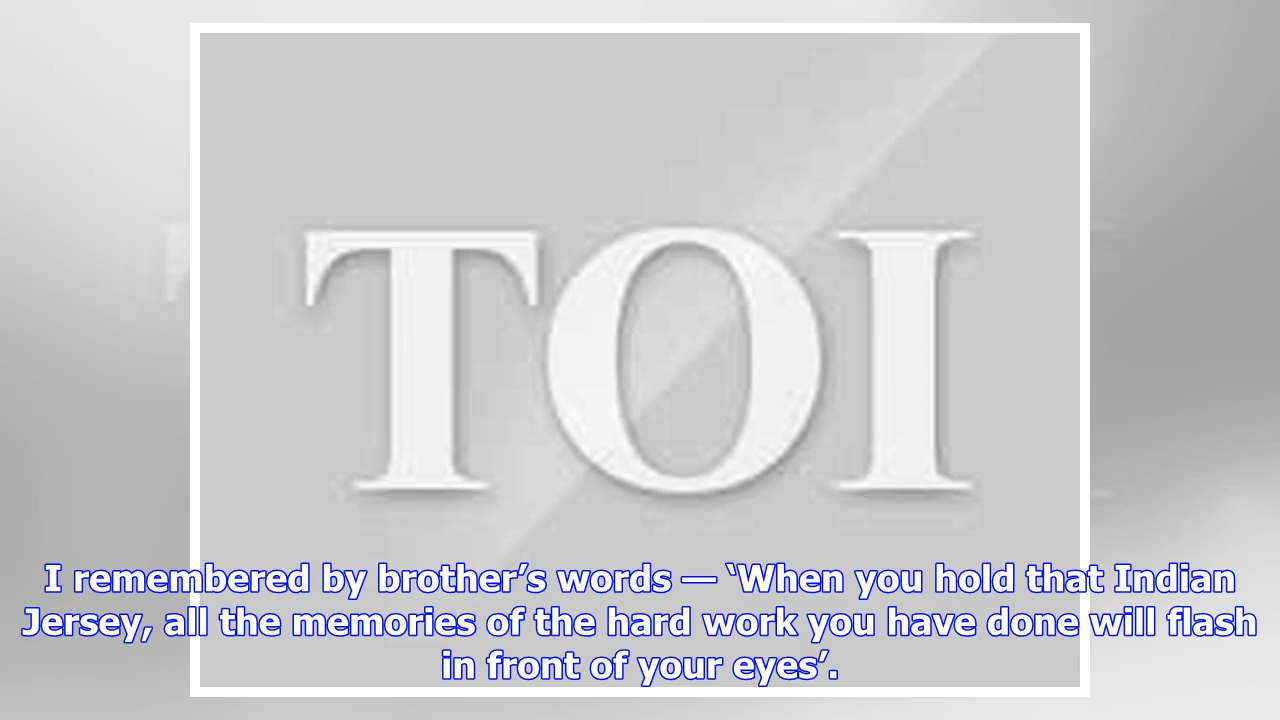 TOI
I remembered by brother’s words — ‘When you hold that Indian
Jersey, all the memories of the hard work you have done will flash
in front of your eyes’.